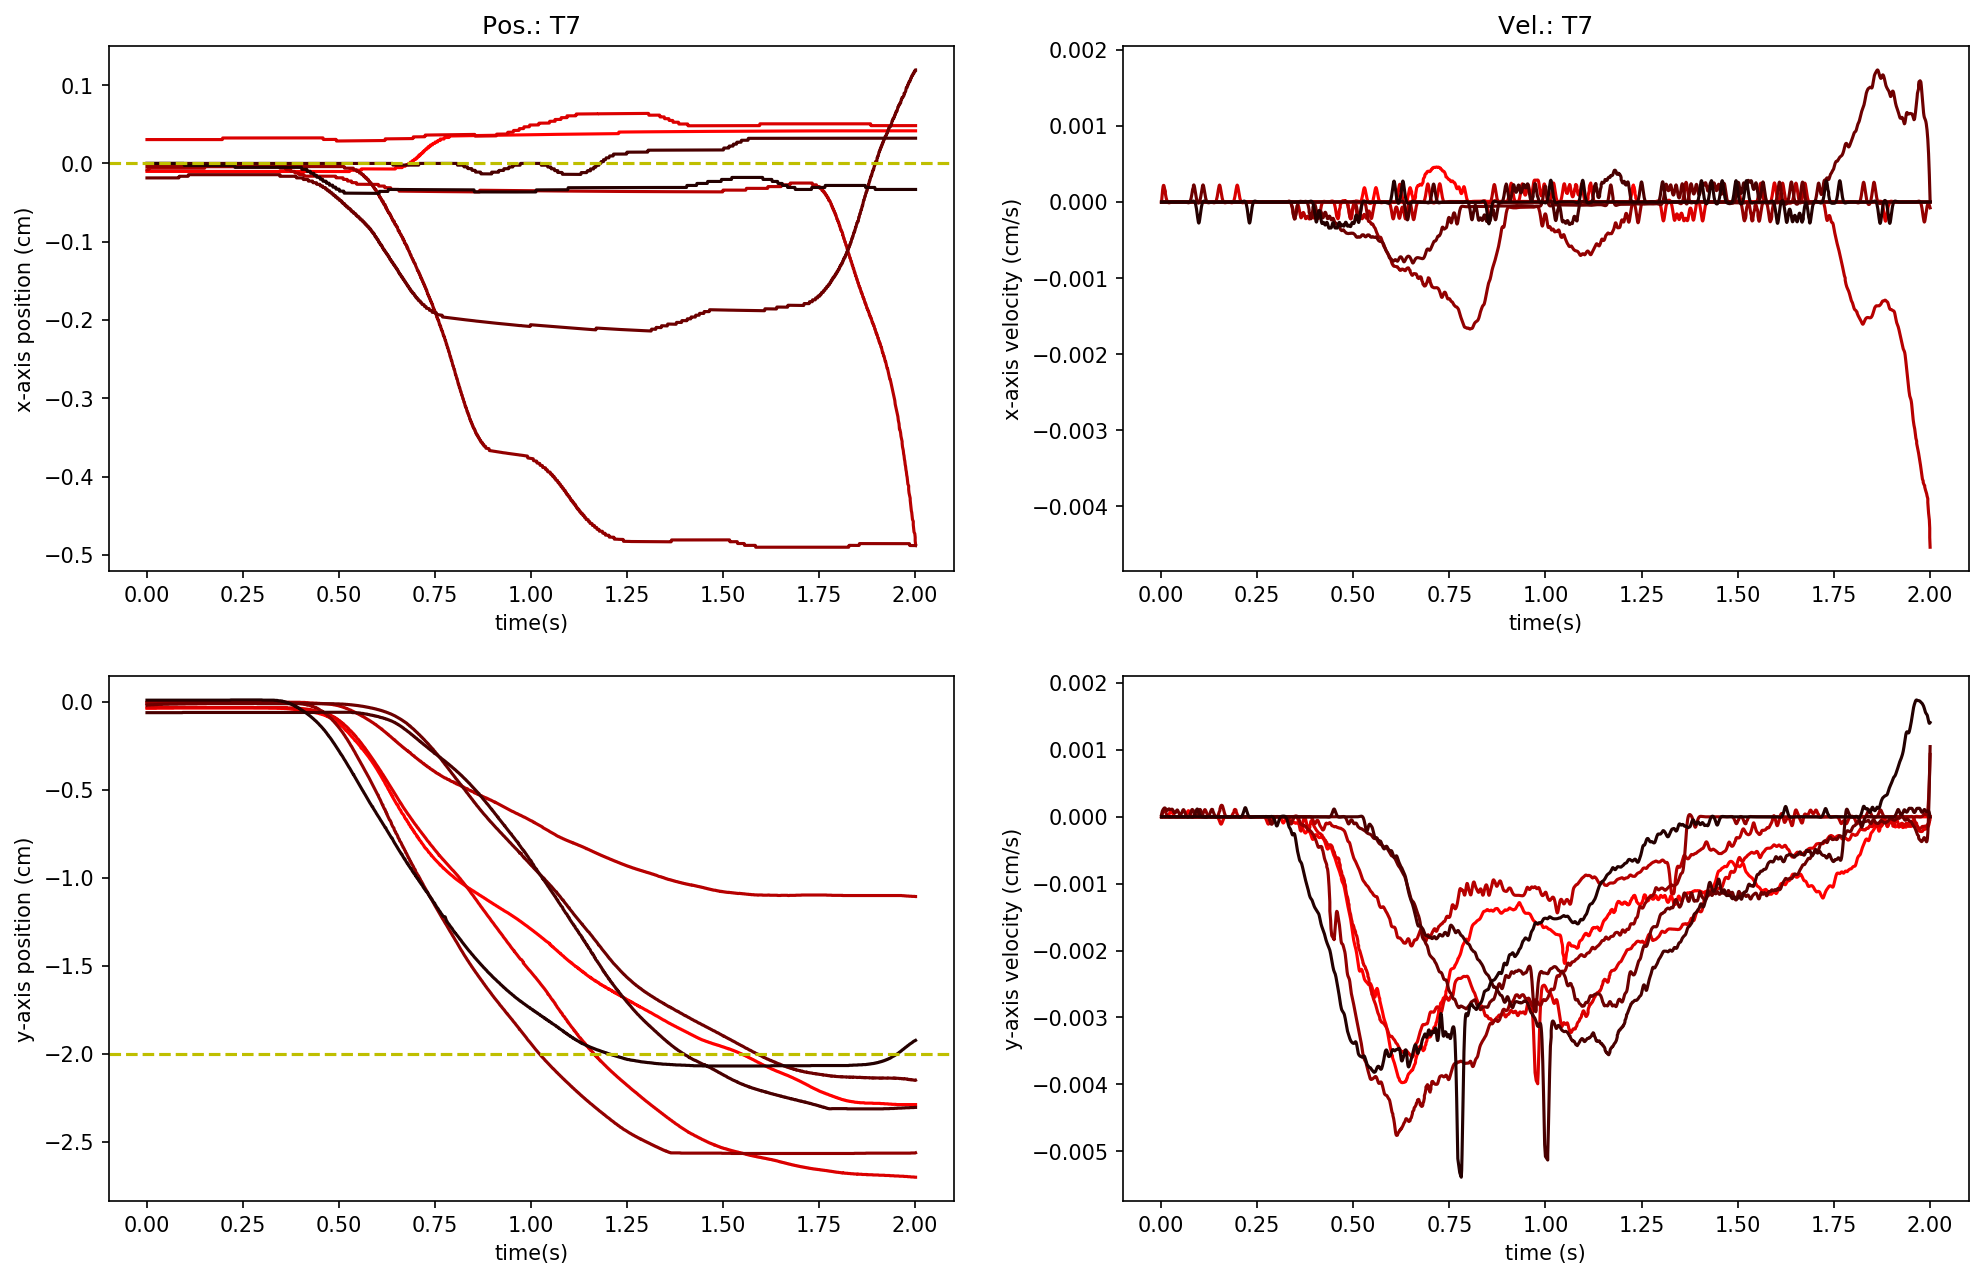 Pos.: T7
x-axis position (cm)
0.1
0.0
−0.1
−0.2
−0.3
−0.4
−0.5
0.00 0.25 0.50 0.75 1.00 1.25 1.50 1.75 2.00
time(s)
Vel.: T7
x-axis velocity (cm/s)
0.002
0.001
0.000
−0.001
−0.002
−0.003
−0.004
0.00 0.25 0.50 0.75 1.00 1.25 1.50 1.75 2.00
time(s)
y-axis position (cm)
0.0
−0.5
−1.0
−1.5
−2.0
−2.5
0.00 0.25 0.50 0.75 1.00 1.25 1.50 1.75 2.00
time(s)
y-axis velocity (cm/s)
0.002
0.001
0.000
−0.001
−0.002
−0.003
−0.004
−0.005
0.00 0.25 0.50 0.75 1.00 1.25 1.50 1.75 2.00
time (s)